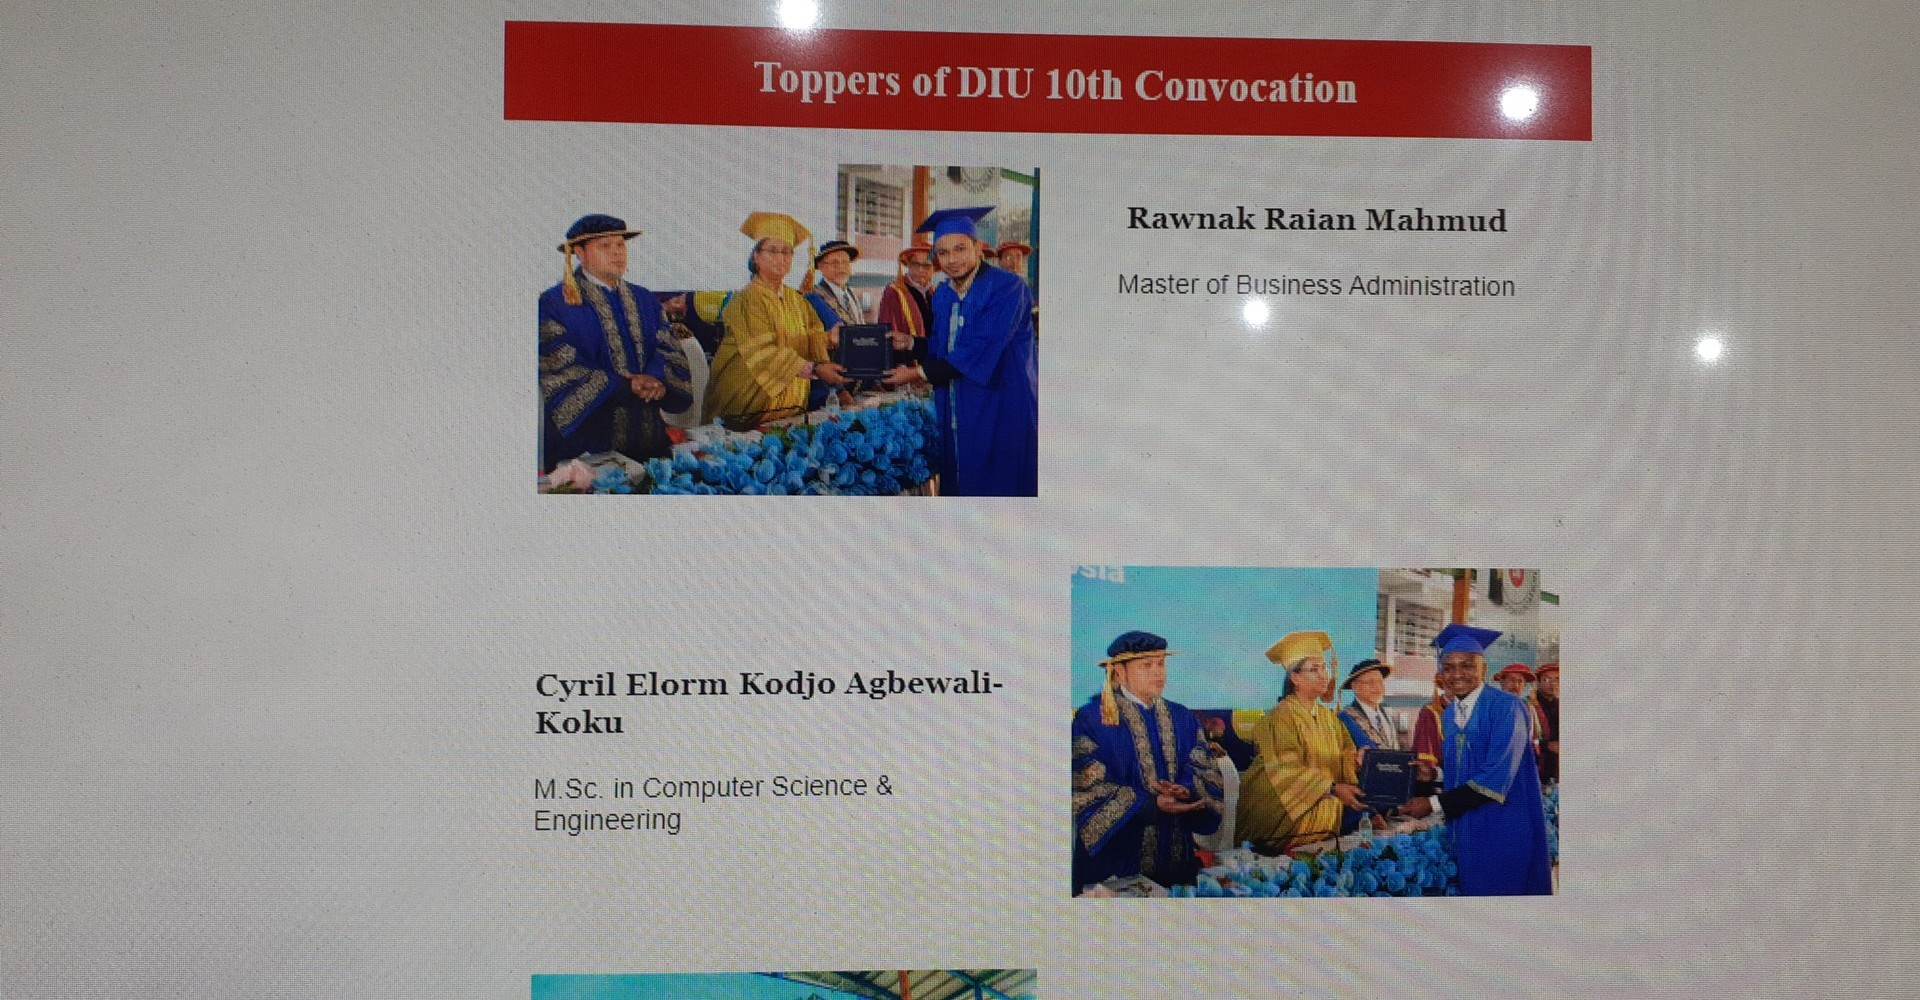 Toppers of DIU 10th Convocation
Rawnak Raian Mahmud
Master of Business Administration
Cyril Elorm Kodjo Agbewali-
Koku
M.Sc. in Computer Science &
Engineering